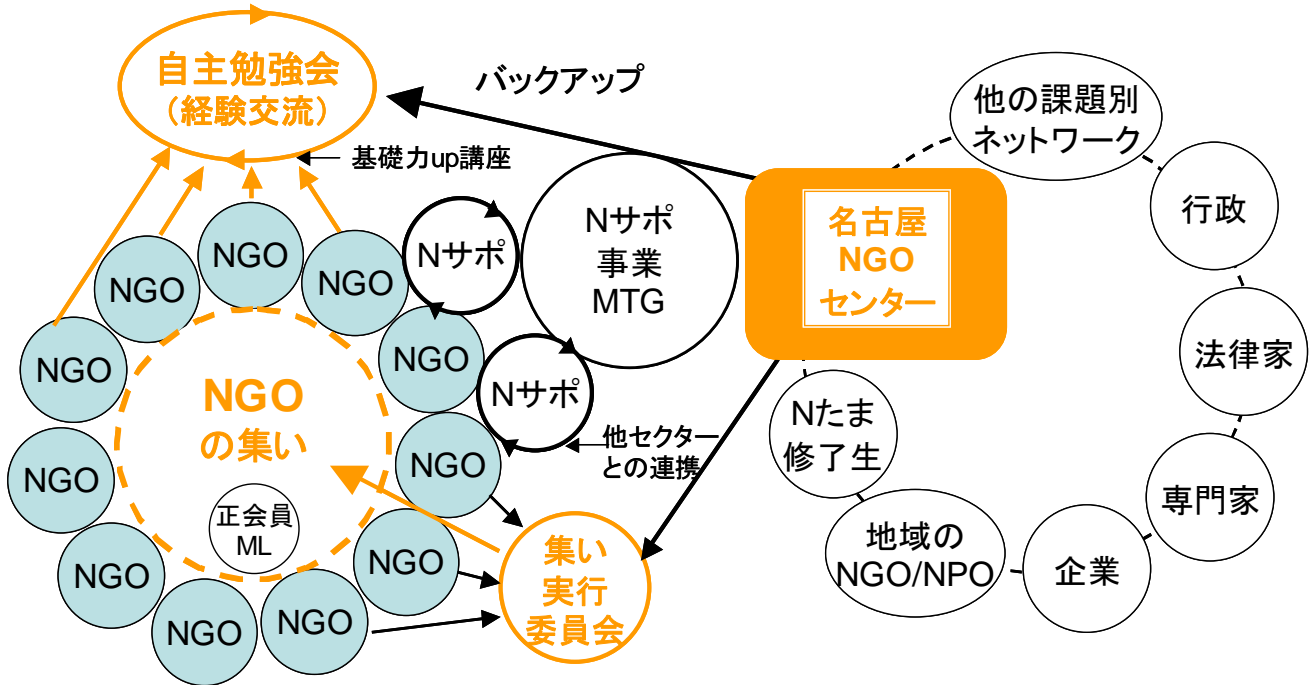 自主勉強会
（経験交流）
バックアップ
基礎力up講座
他の課題別
ネットワーク
行政
法律家
専門家
企業
地域の
NGO/NPO
Nたま
修了生
名古屋
NGO
センター
Nサポ
事業
MTG
Nサポ
Nサポ
他セクター
との連携
NGO
NGO
NGO
NGO
NGO
NGO
NGO
NGO
NGO
NGO
NGO
NGO
NGO
の集い
正会員
ML
集い
実行
委員会